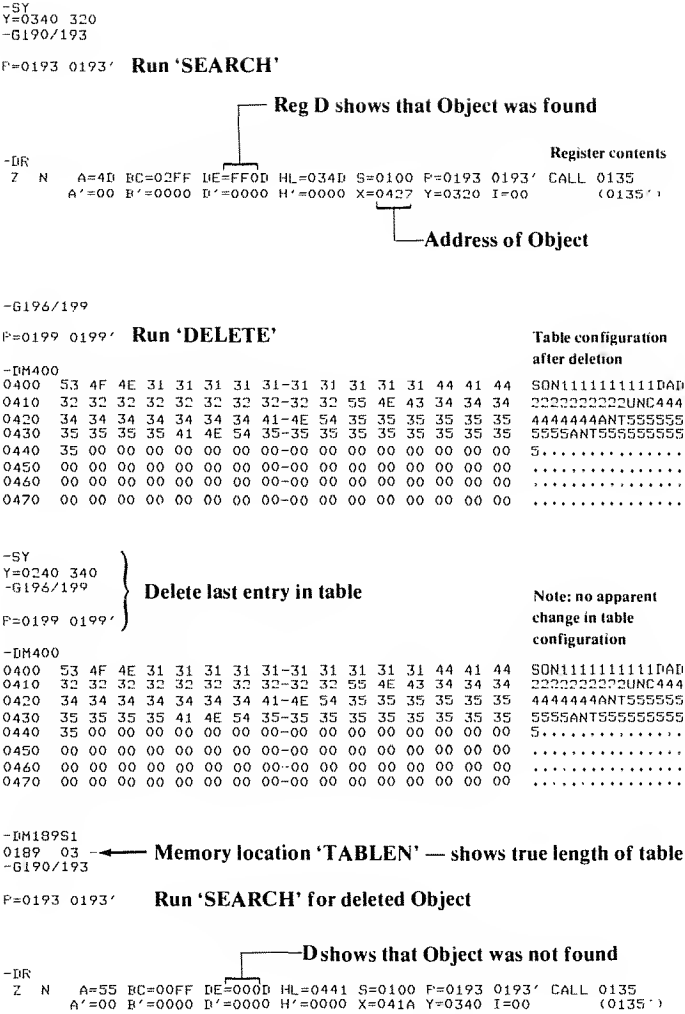 -SY
Y=0340 320
-G190/193
P=0193 0193' Run 'SEARCH'
Reg D shows that Object was found
Register contents
-DR
Z N A=4D BC=02FF DE=FF0D HL=034D S=0100 P=0193 0193' CALL 0135
A'=00 B'=0000 D'=0000 H'=0000 X=0427 Y=0320 I=00 (0135')
Address of Object
-G196/199
P=0199 0199' Run 'DELETE'
Table configuration
after deletion
-DM400
0400 53 4F 4E 31 31 31 31 31-31 31 31 31 31 44 41 44 SON1111111111DAD
0410 32 32 32 32 32 32 32 32-32 32 55 4E 43 34 34 34 2222222222UNC444
0420 34 34 34 34 34 34 34 41-4E 54 35 35 35 35 35 35 4444444ANT555555
0430 35 35 35 35 41 4E 54 35-35 35 35 35 35 35 35 35 5555ANT555555555
0440 35 00 00 00 00 00 00 00-00 00 00 00 00 00 00 00 5...............
0450 00 00 00 00 00 00 00 00-00 00 00 00 00 00 00 00 ................
0460 00 00 00 00 00 00 00 00-00 00 00 00 00 00 00 00 ................
0470 00 00 00 00 00 00 00 00-00 00 00 00 00 00 00 00 ................
-SY
Y=0240 340
-G196/199
Delete last entry in table
P=0199 0199'
Note: no apparent
change in table
configuration
-DM400
0400 53 4F 4E 31 31 31 31 31-31 31 31 31 31 44 41 44 SON1111111111DAD
0410 32 32 32 32 32 32 32 32-32 32 55 4E 43 34 34 34 2222222222UNC444
0420 34 34 34 34 34 34 34 41-4E 54 35 35 35 35 35 35 4444444ANT555555
0430 35 35 35 35 41 4E 54 35-35 35 35 35 35 35 35 35 5555ANT555555555
0440 35 00 00 00 00 00 00 00-00 00 00 00 00 00 00 00 5...............
0450 00 00 00 00 00 00 00 00-00 00 00 00 00 00 00 00 ................
0460 00 00 00 00 00 00 00 00-00 00 00 00 00 00 00 00 ................
0470 00 00 00 00 00 00 00 00-00 00 00 00 00 00 00 00 ................
-DM189S1
0189 03 - Memory location 'TABLEN' — shows true length of table
-G190/193
P=0193 0193' Run 'SEARCH' for deleted Object
D shows that Object was not found
-DR
Z N A=55 BC=00FF DE=000D HL=0441 S=0100 P=0193 0193' CALL 0135
A'=00 B'=0000 D'=0000 H'=0000 X=041A Y=0340 I=00 (0135')